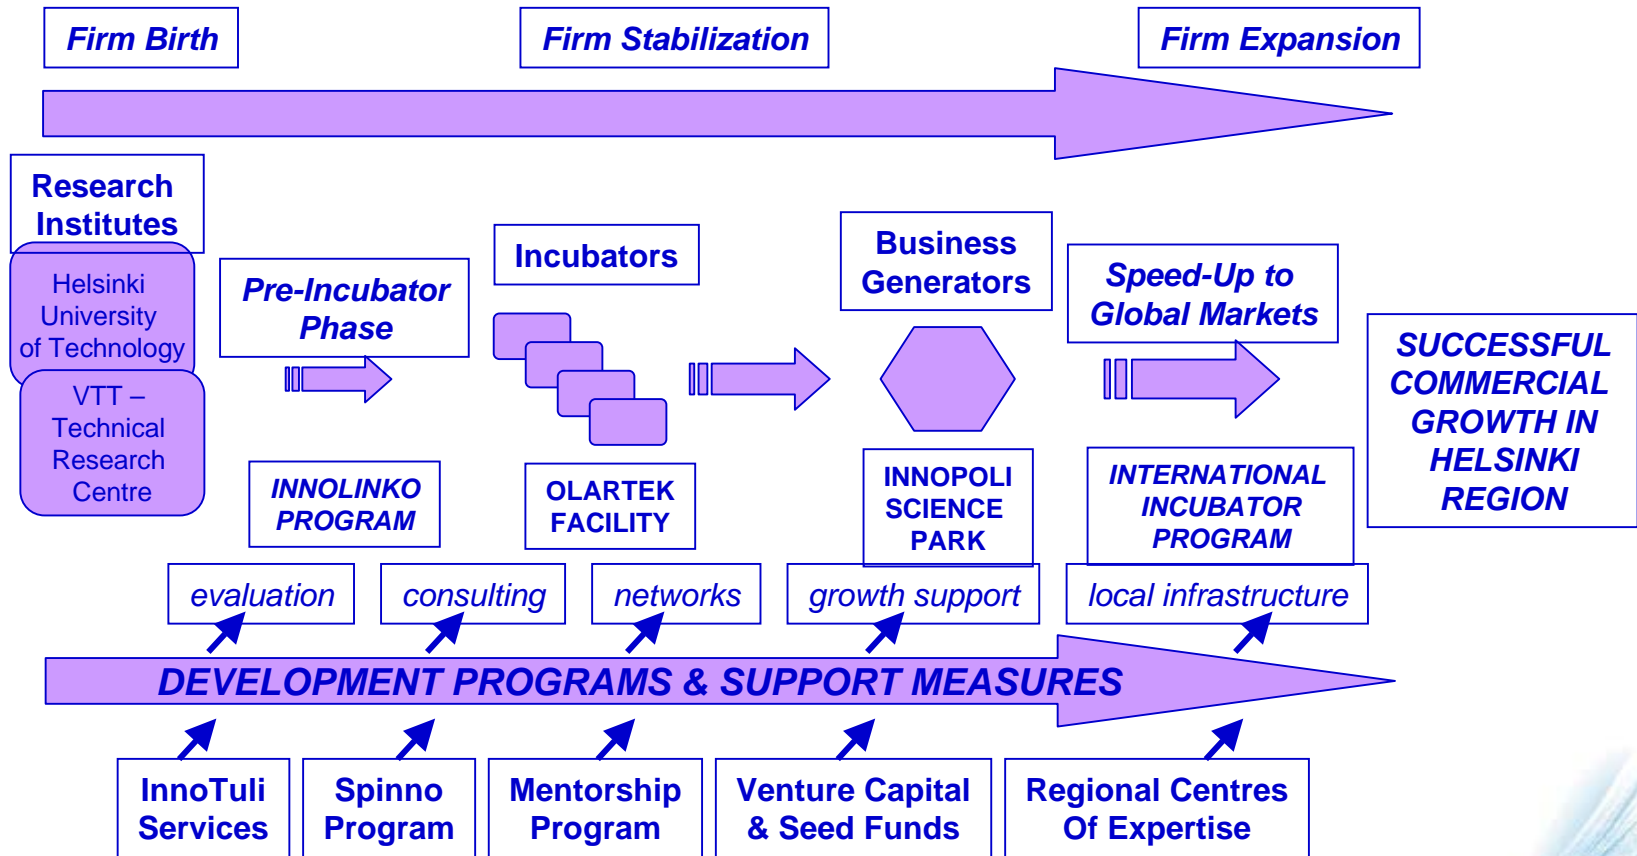 Firm Birth
Firm Stabilization
Firm Expansion
Research
Institutes
Helsinki
University
of Technology
VTT –
Technical
Research
Centre
Pre-Incubator
Phase
INNOLINKO
PROGRAM
Incubators
OLARTEK
FACILITY
Business
Generators
INNOPOLI
SCIENCE
PARK
Speed-Up to
Global Markets
INTERNATIONAL
INCUBATOR
PROGRAM
SUCCESSFUL
COMMERCIAL
GROWTH IN
HELSINKI
REGION
evaluation
consulting
networks
growth support
local infrastructure
DEVELOPMENT PROGRAMS & SUPPORT MEASURES
InnoTuli
Services
Spinno
Program
Mentorship
Program
Venture Capital
& Seed Funds
Regional Centres
Of Expertise